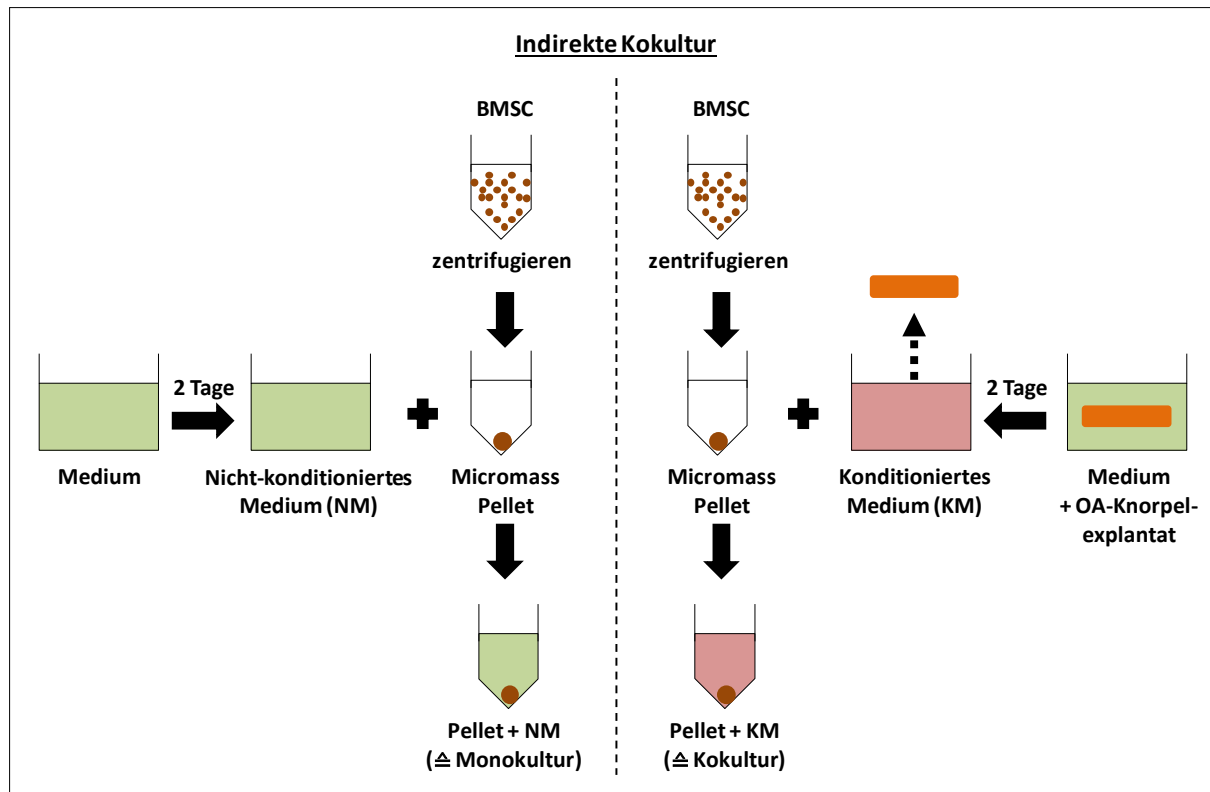 Indirekte Kokultur
BMSC
zentrifugieren
2 Tage
Medium
Nicht-konditioniertes
Medium (NM)
Micromass
Pellet
Pellet + NM
(≙ Monokultur)
BMSC
zentrifugieren
2 Tage
Micromass
Pellet
Konditioniertes
Medium (KM)
Medium
+ OA-Knorpel-
explantat
Pellet + KM
(≙ Kokultur)